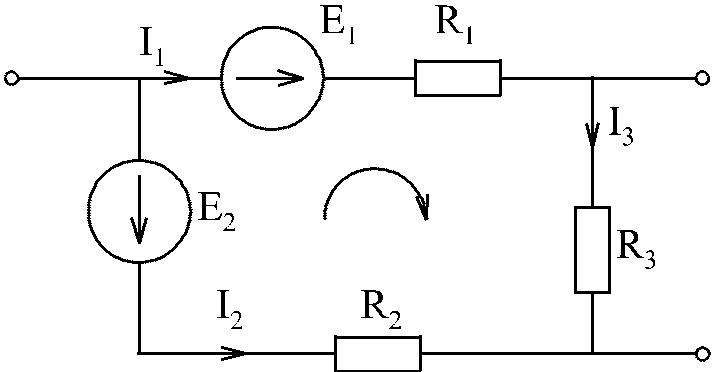 E₁ R₁
I₁
I₃
E₂
R₃
I₂ R₂